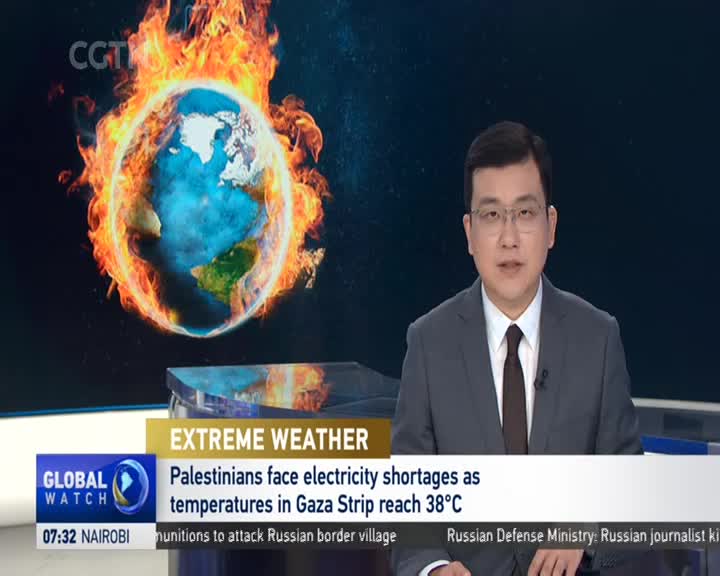 CGTN
EXTREME WEATHER
Palestinians face electricity shortages as
temperatures in Gaza Strip reach 38°C
GLOBAL
WATCH
07:32 NAIROBI
munitions to attack Russian border village Russian Defense Ministry: Russian journalist ki